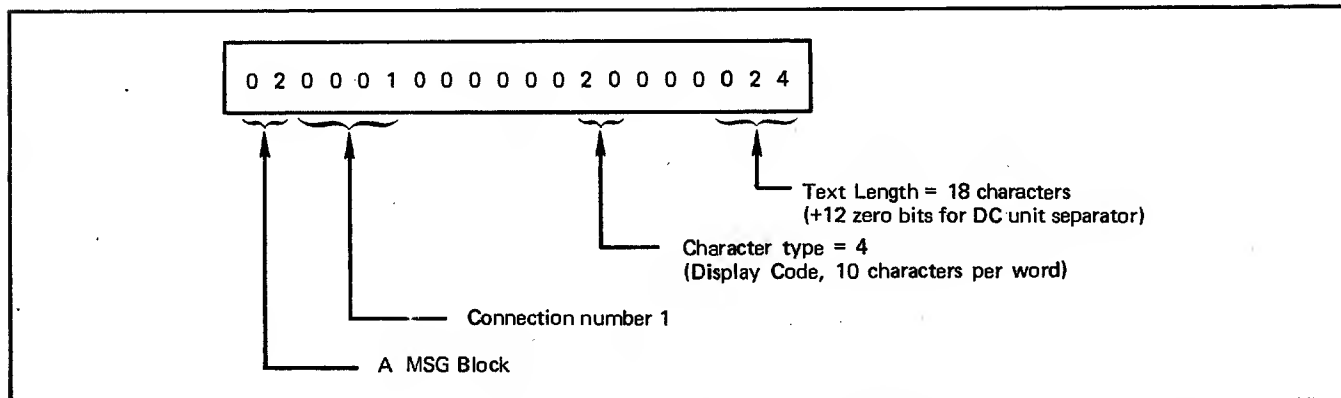 0 2 0 0 0 1 0 0 0 0 0 0 2 0 0 0 0 0 2 4
Text Length = 18 characters
(+12 zero bits for DC unit separator)
Character type = 4
(Display Code, 10 characters per word)
Connection number 1
A MSG Block